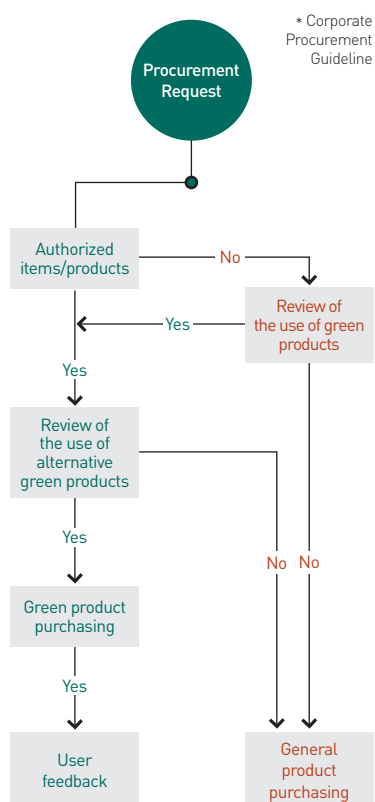 * Corporate
Procurement
Guideline
Procurement
Request
Authorized
items/products
No
Review of
the use of green
products
Yes
Yes
Review of
the use of
alternative
green products
Yes
No
No
Green product
purchasing
Yes
User
feedback
General
product
purchasing